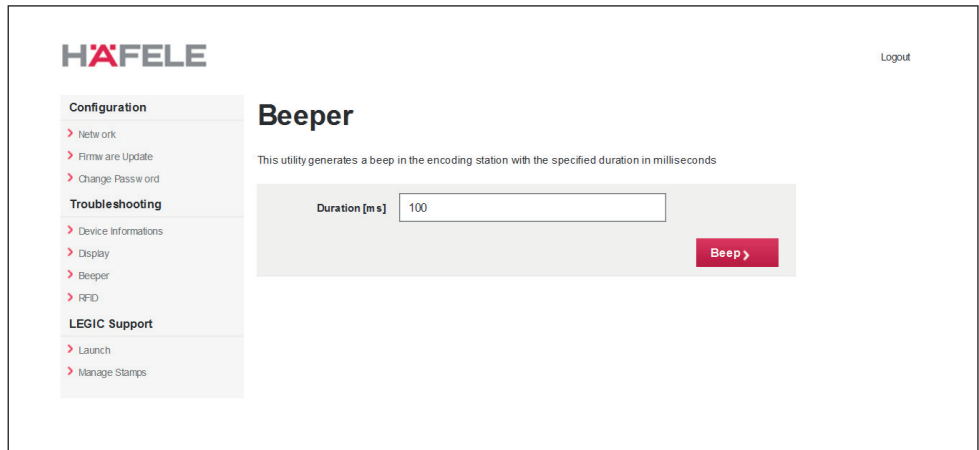 HÄFELE
Logout
Configuration
Network
Firmware Update
Change Password
Troubleshooting
Device Informations
Display
Beeper
RFID
LEGIC Support
Launch
Manage Stamps
Beeper
This utility generates a beep in the encoding station with the specified duration in milliseconds
Duration [ms] 100
Beep